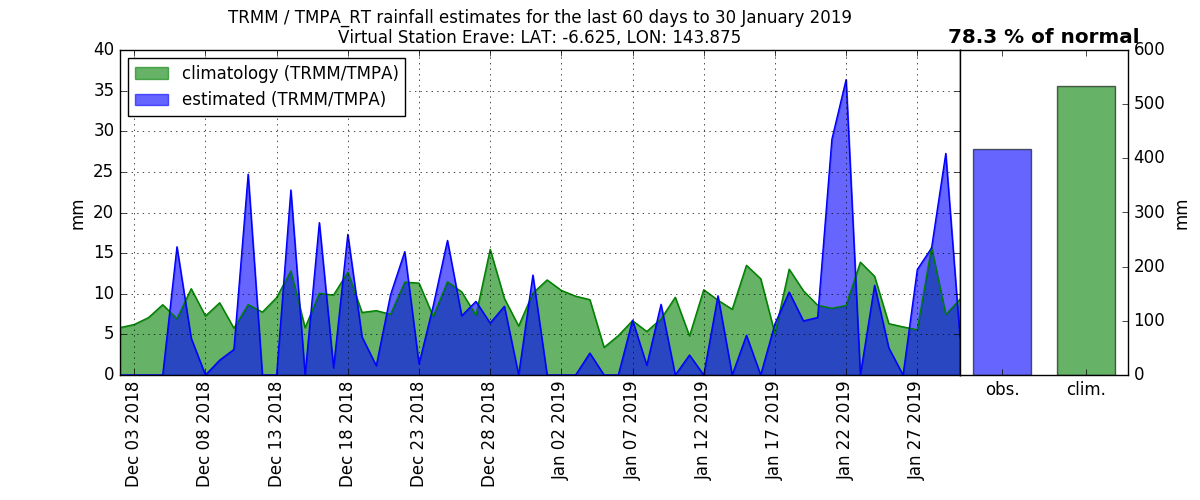 TRMM / TMPA_RT rainfall estimates for the last 60 days to 30 January 2019
Virtual Station Erave: LAT: -6.625, LON: 143.875
78.3 % of normal
climatology (TRMM/TMPA)
estimated (TRMM/TMPA)
mm
40
35
30
25
20
15
10
5
0
Dec 03 2018
Dec 08 2018
Dec 13 2018
Dec 18 2018
Dec 23 2018
Dec 28 2018
Jan 02 2019
Jan 07 2019
Jan 12 2019
Jan 17 2019
Jan 22 2019
Jan 27 2019
obs.
clim.
600
500
400
300
200
100
0
mm